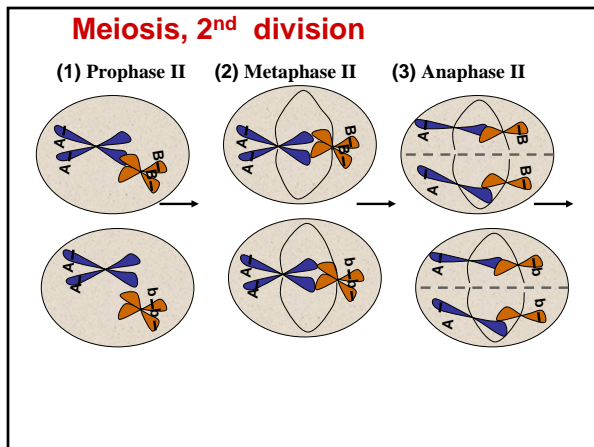 Meiosis, 2nd division
(1) Prophase II
(2) Metaphase II
(3) Anaphase II
A
A
B
B
A
A
B
B
A
B
A
B
A
A
b
b
A
A
b
b
A
b
A
b